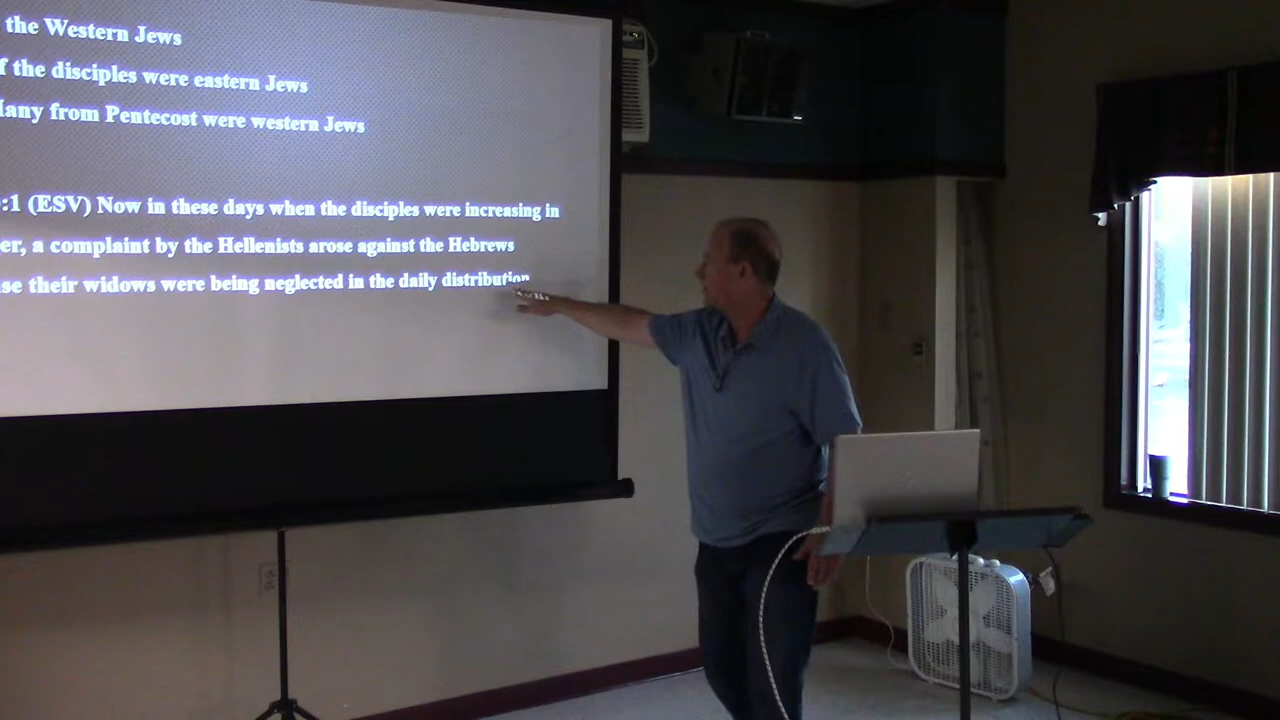 the Western Jews
f the disciples were eastern Jews
any from Pentecost were western Jews
:1 (ESV) Now in these days when the disciples were increasing in
er, a complaint by the Hellenists arose against the Hebrews
se their widows were being neglected in the daily distribution